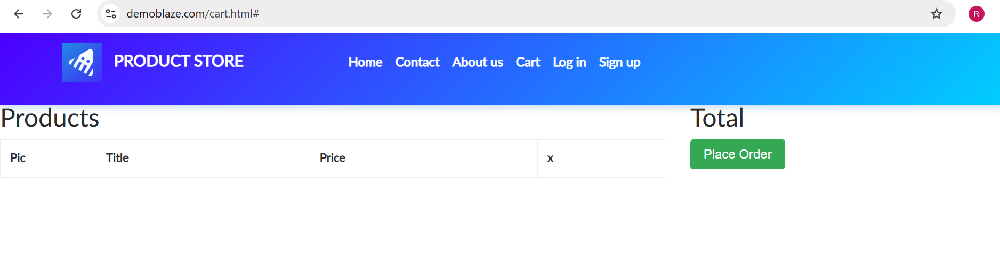 demoblaze.com/cart.html#
R
PRODUCT STORE
Home Contact About us Cart Log in Sign up
Products
Total
Pic Title Price x
Place Order